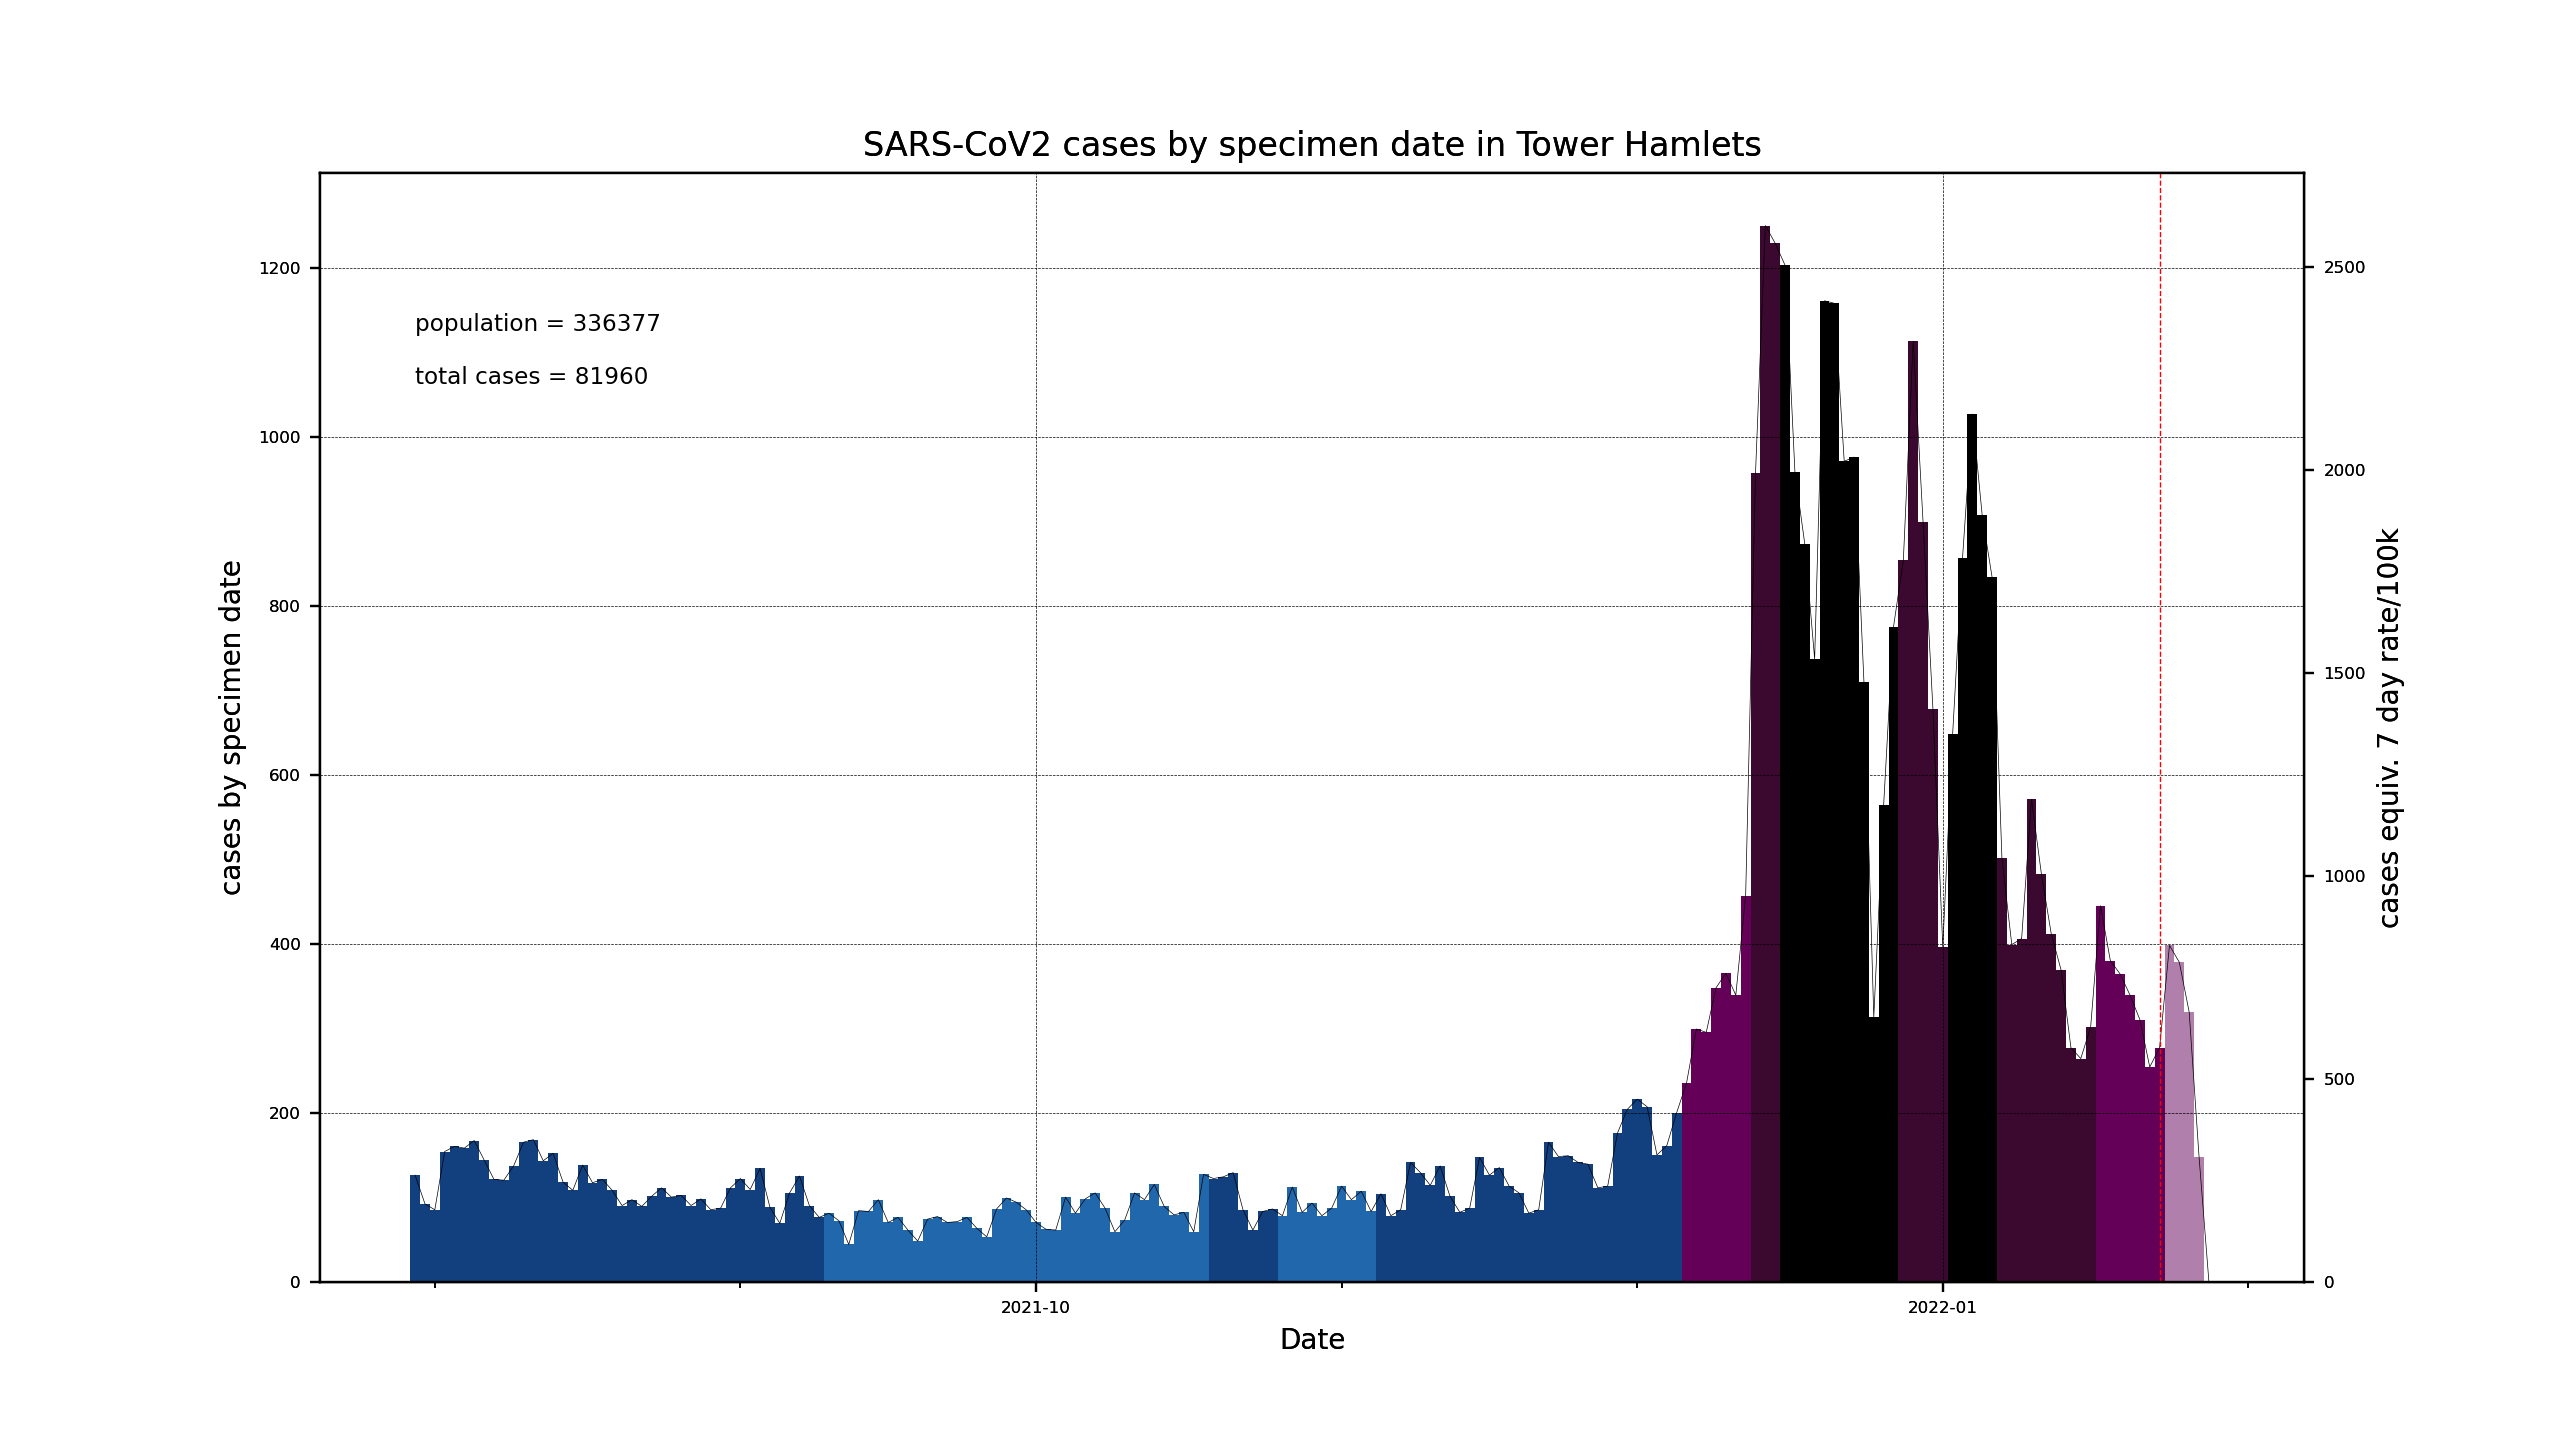 SARS-CoV2 cases by specimen date in Tower Hamlets
population = 336377
total cases = 81960
cases by specimen date
1200
1000
800
600
400
200
0
2500
2000
1500
1000
500
0
cases equiv. 7 day rate/100k
2021-10
2022-01
Date